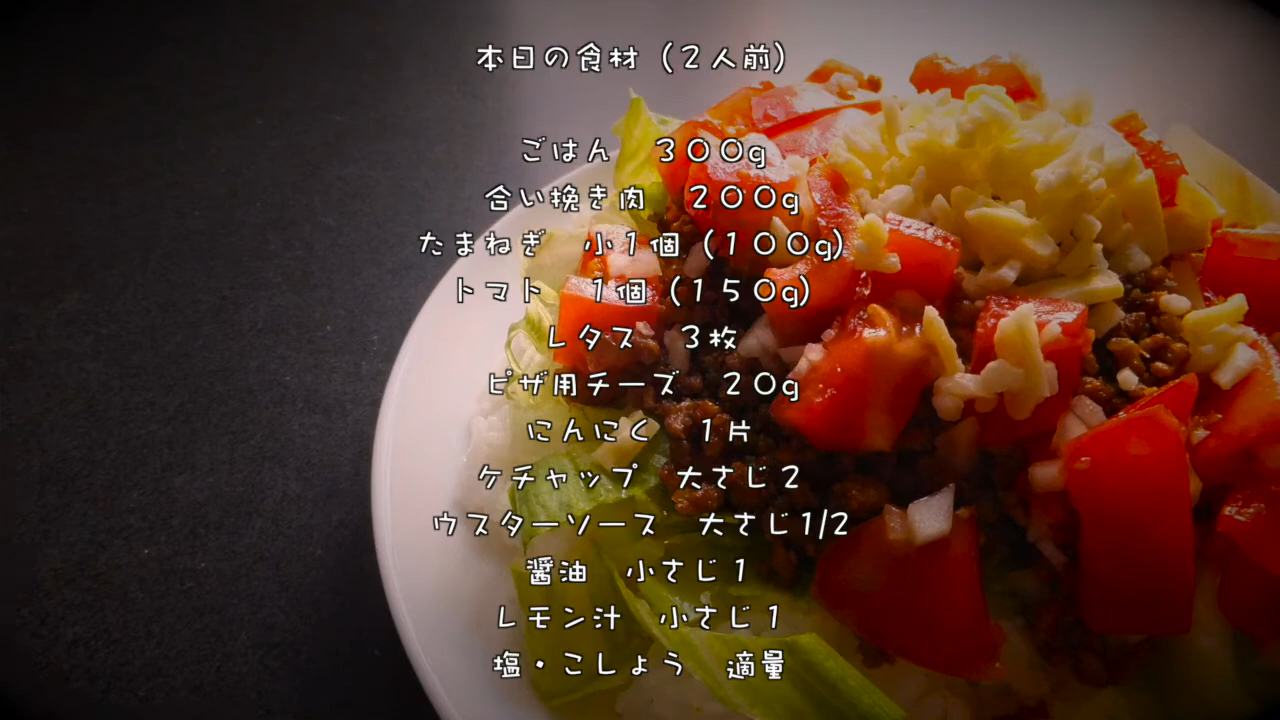 本日の食材（２人前）
ごはん　３００g
合い挽き肉　２００g
たまねぎ　小１個（１００g）
トマト　１個（１５０g）
レタス　３枚
ピザ用チーズ　２０g
にんにく　１片
ケチャップ　大さじ２
ウスターソース　大さじ1/2
醤油　小さじ１
レモン汁　小さじ１
塩・こしょう　適量